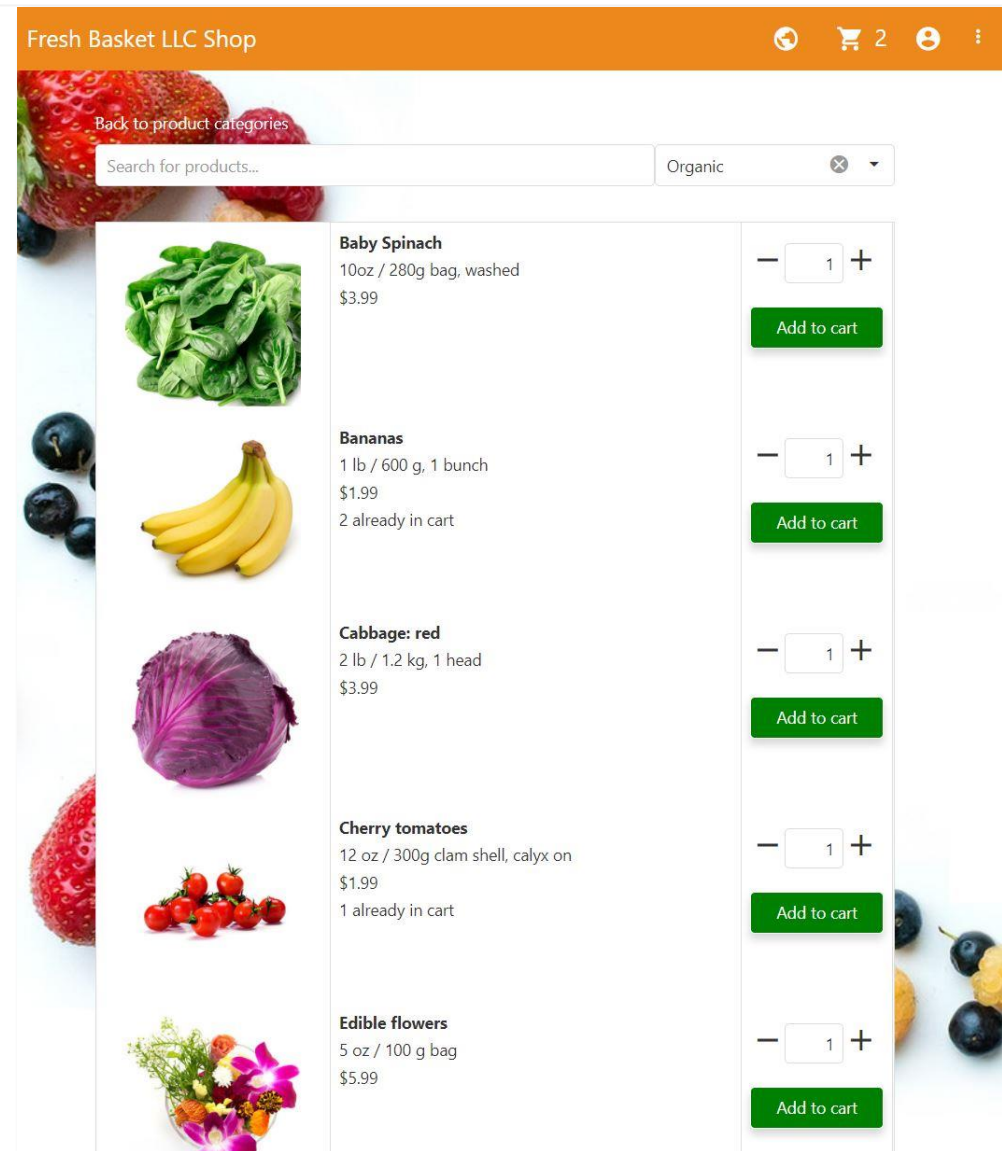 Fresh Basket LLC Shop 2
Back to product categories
Search for products... Organic
Baby Spinach
10oz / 280g bag, washed
$3.99
1
Add to cart
Bananas
1 lb / 600 g, 1 bunch
$1.99
2 already in cart
1
Add to cart
Cabbage: red
2 lb / 1.2 kg, 1 head
$3.99
1
Add to cart
Cherry tomatoes
12 oz / 300g clam shell, calyx on
$1.99
1 already in cart
1
Add to cart
Edible flowers
5 oz / 100 g bag
$5.99
1
Add to cart